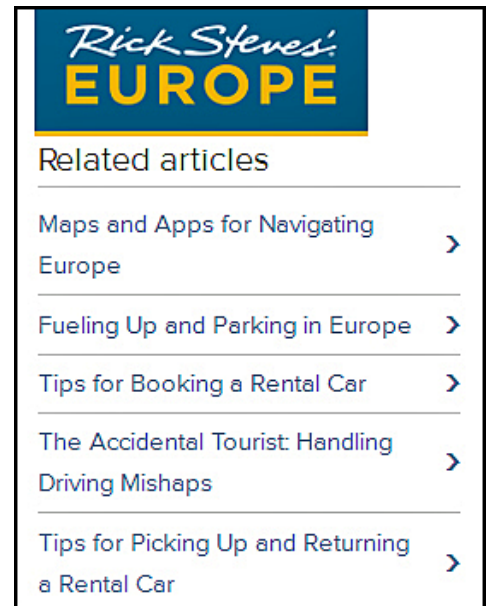 Rick Steves'
EUROPE
Related articles
Maps and Apps for Navigating
Europe
Fueling Up and Parking in Europe
Tips for Booking a Rental Car
The Accidental Tourist: Handling
Driving Mishaps
Tips for Picking Up and Returning
a Rental Car